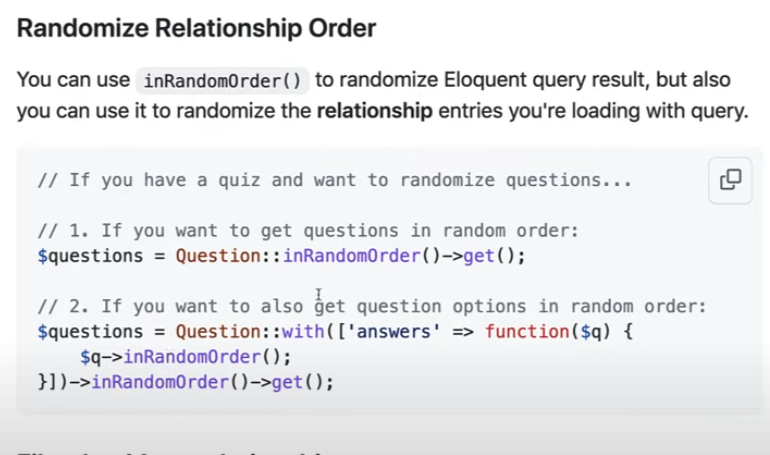 Randomize Relationship Order
You can use inRandomOrder() to randomize Eloquent query result, but also
you can use it to randomize the relationship entries you're loading with query.
// If you have a quiz and want to randomize questions...
// 1. If you want to get questions in random order:
$questions = Question::inRandomOrder()->get();
// 2. If you want to also get question options in random order:
$questions = Question::with(['answers' => function($q) {
    $q->inRandomOrder();
}])->inRandomOrder()->get();